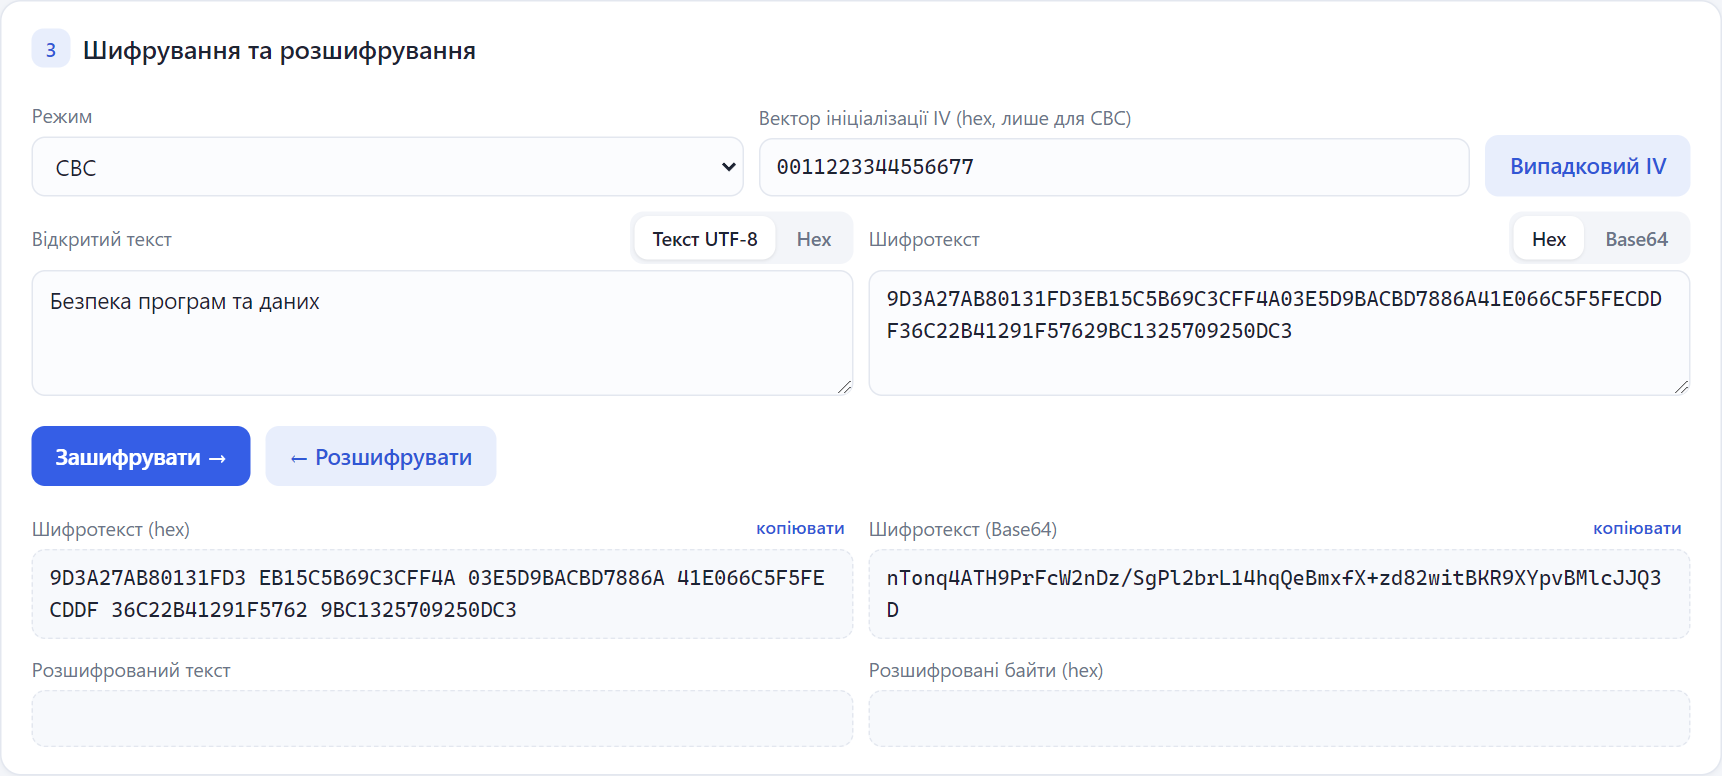 3 Шифрування та розшифрування
Режим
Вектор ініціалізації IV (hex, лише для CBC)
CBC
0011223344556677
Випадковий IV
Відкритий текст
Текст UTF-8 Hex
Шифротекст
Hex Base64
Безпека програм та даних
9D3A27AB80131FD3EB15C5B69C3CFF4A03E5D9BACBD7886A41E066C5F5FECDD
F36C22B41291F57629BC1325709250DC3
Зашифрувати →
← Розшифрувати
Шифротекст (hex)
копіювати
Шифротекст (Base64)
копіювати
9D3A27AB80131FD3 EB15C5B69C3CFF4A 03E5D9BACBD7886A 41E066C5F5FE
CDDF 36C22B41291F5762 9BC1325709250DC3
nTonq4ATH9PrFcW2nDz/SgPl2brL14hqQeBmxfX+zd82witBKR9XYpvBMlcJJQ3
D
Розшифрований текст
Розшифровані байти (hex)